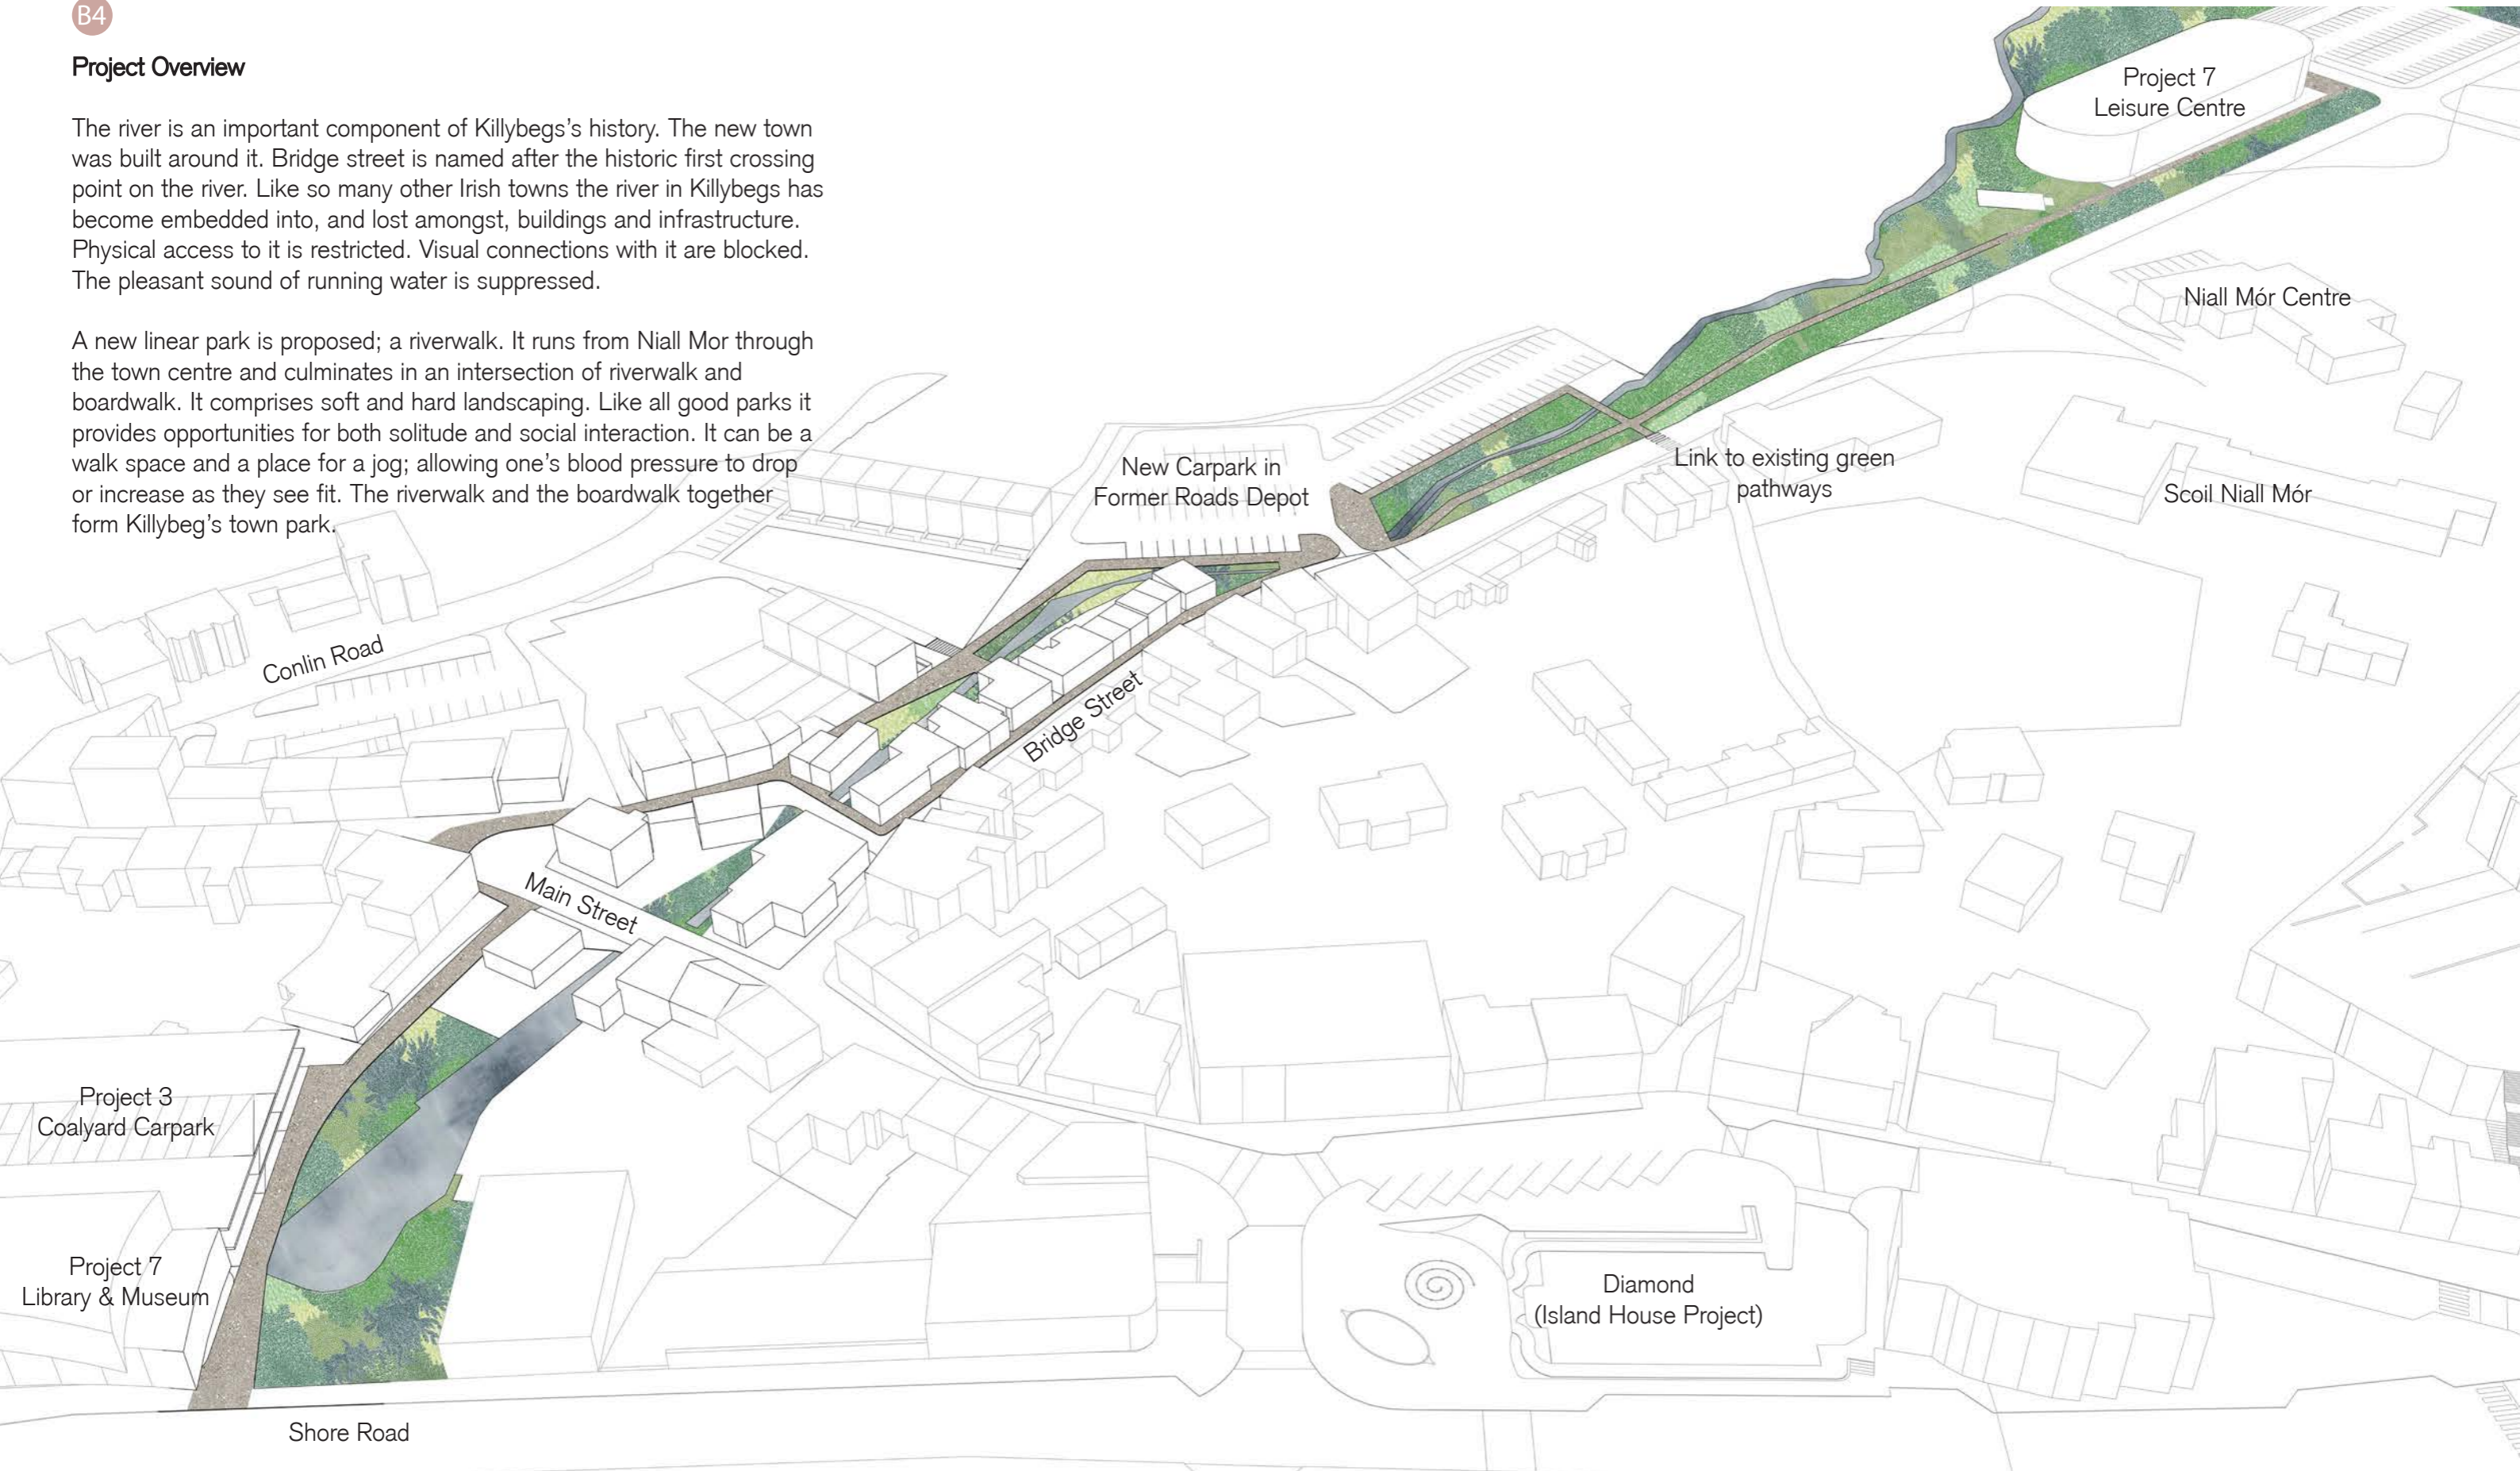 B4
Project Overview
The river is an important component of Killybegs's history. The new town
was built around it. Bridge street is named after the historic first crossing
point on the river. Like so many other Irish towns the river in Killybegs has
become embedded into, and lost amongst, buildings and infrastructure.
Physical access to it is restricted. Visual connections with it are blocked.
The pleasant sound of running water is suppressed.
A new linear park is proposed; a riverwalk. It runs from Niall Mor through
the town centre and culminates in an intersection of riverwalk and
boardwalk. It comprises soft and hard landscaping. Like all good parks it
provides opportunities for both solitude and social interaction. It can be a
walk space and a place for a jog; allowing one's blood pressure to drop
or increase as they see fit. The riverwalk and the boardwalk together
form Killybeg's town park.
Project 7
Leisure Centre
Niall Mór Centre
Link to existing green
pathways
Scoil Niall Mór
New Carpark in
Former Roads Depot
Conlin Road
Bridge Street
Main Street
Project 3
Coalyard Carpark
Project 7
Library & Museum
Diamond
(Island House Project)
Shore Road